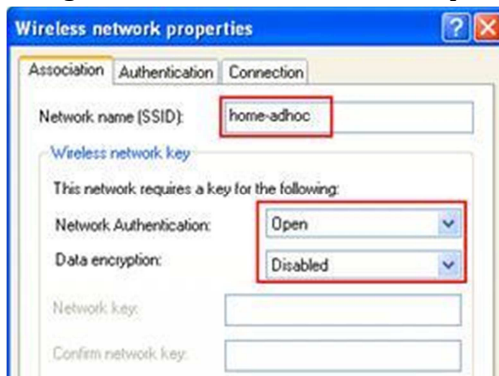 Wireless network properties
Association Authentication Connection
Network name (SSID): home-adhoc
Wireless network key
This network requires a key for the following:
Network Authentication: Open
Data encryption: Disabled
Network key:
Confirm network key: